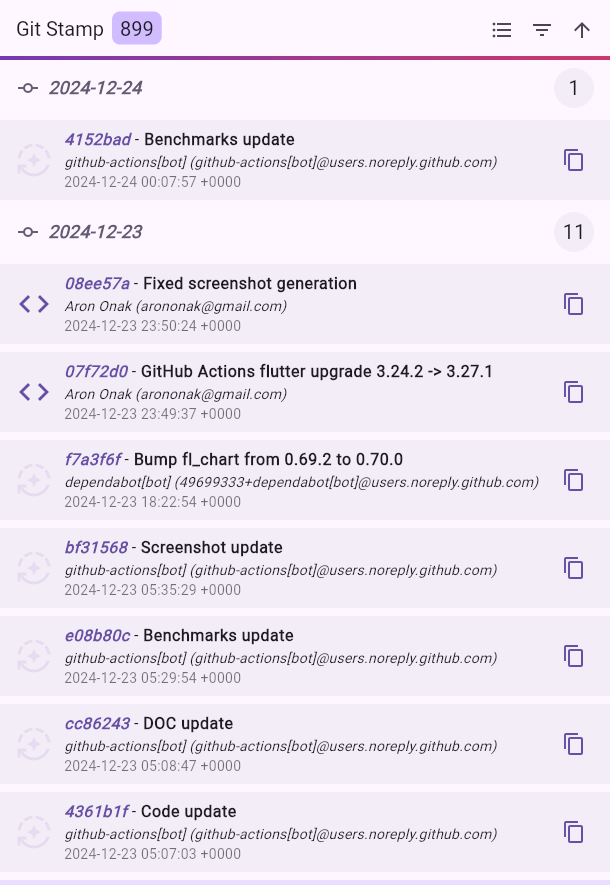 Git Stamp 899
2024-12-24 1
4152bad - Benchmarks update
github-actions[bot] (github-actions[bot]@users.noreply.github.com)
2024-12-24 00:07:57 +0000
2024-12-23 11
08ee57a - Fixed screenshot generation
Aron Onak (arononak@gmail.com)
2024-12-23 23:50:24 +0000
07f72d0 - GitHub Actions flutter upgrade 3.24.2 -> 3.27.1
Aron Onak (arononak@gmail.com)
2024-12-23 23:49:37 +0000
f7a3f6f - Bump fl_chart from 0.69.2 to 0.70.0
dependabot[bot] (49699333+dependabot[bot]@users.noreply.github.com)
2024-12-23 18:22:54 +0000
bf31568 - Screenshot update
github-actions[bot] (github-actions[bot]@users.noreply.github.com)
2024-12-23 05:35:29 +0000
e08b80c - Benchmarks update
github-actions[bot] (github-actions[bot]@users.noreply.github.com)
2024-12-23 05:29:54 +0000
cc86243 - DOC update
github-actions[bot] (github-actions[bot]@users.noreply.github.com)
2024-12-23 05:08:47 +0000
4361b1f - Code update
github-actions[bot] (github-actions[bot]@users.noreply.github.com)
2024-12-23 05:07:03 +0000